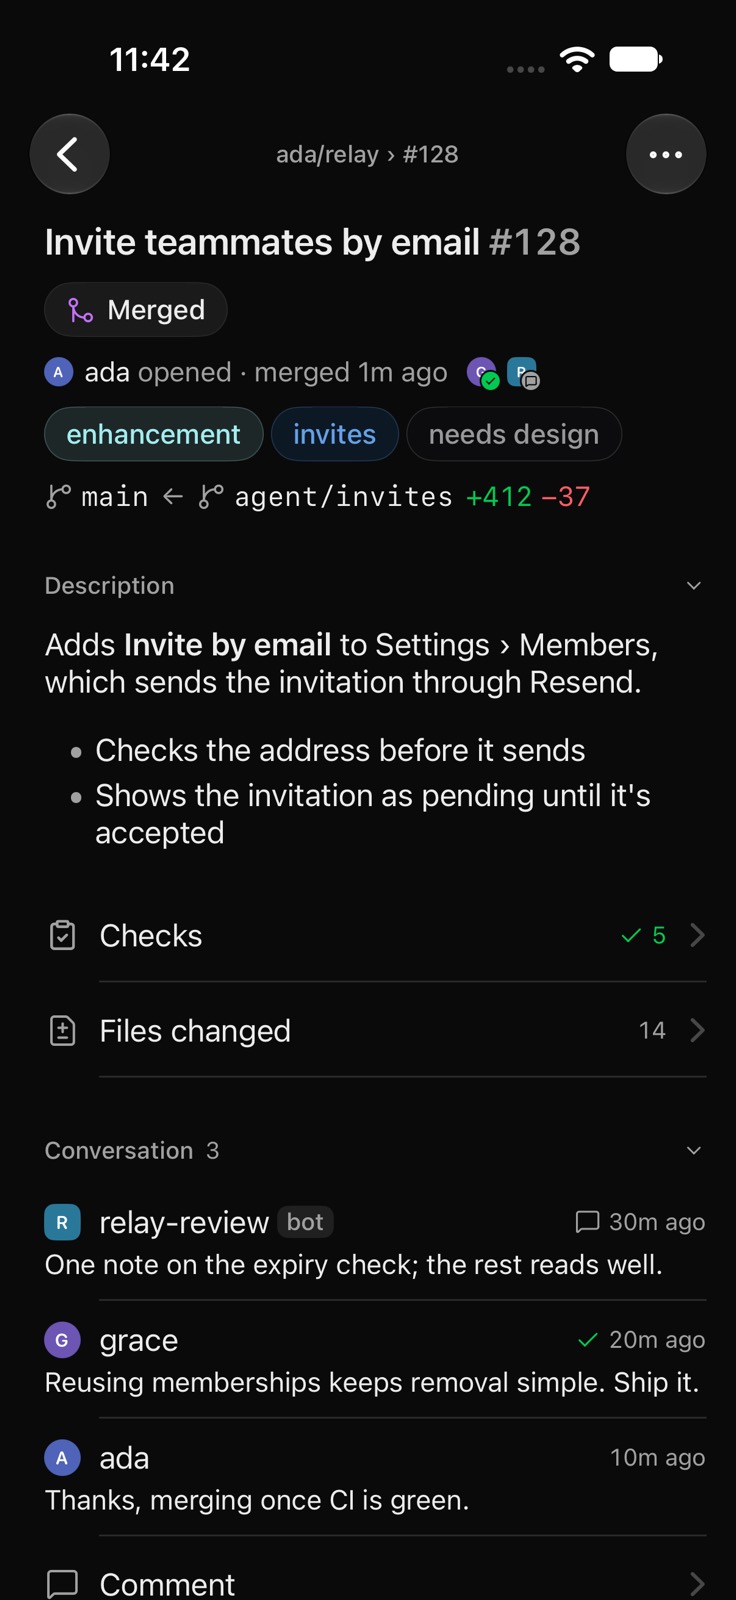 11:42
ada/relay › #128
Invite teammates by email #128
Merged
A ada opened · merged 1m ago G R
enhancement invites needs design
main ← agent/invites +412 −37
Description
Adds Invite by email to Settings › Members,
which sends the invitation through Resend.
• Checks the address before it sends
• Shows the invitation as pending until it's
accepted
Checks 5
Files changed 14
Conversation 3
R relay-review bot 30m ago
One note on the expiry check; the rest reads well.
G grace 20m ago
Reusing memberships keeps removal simple. Ship it.
A ada 10m ago
Thanks, merging once CI is green.
Comment